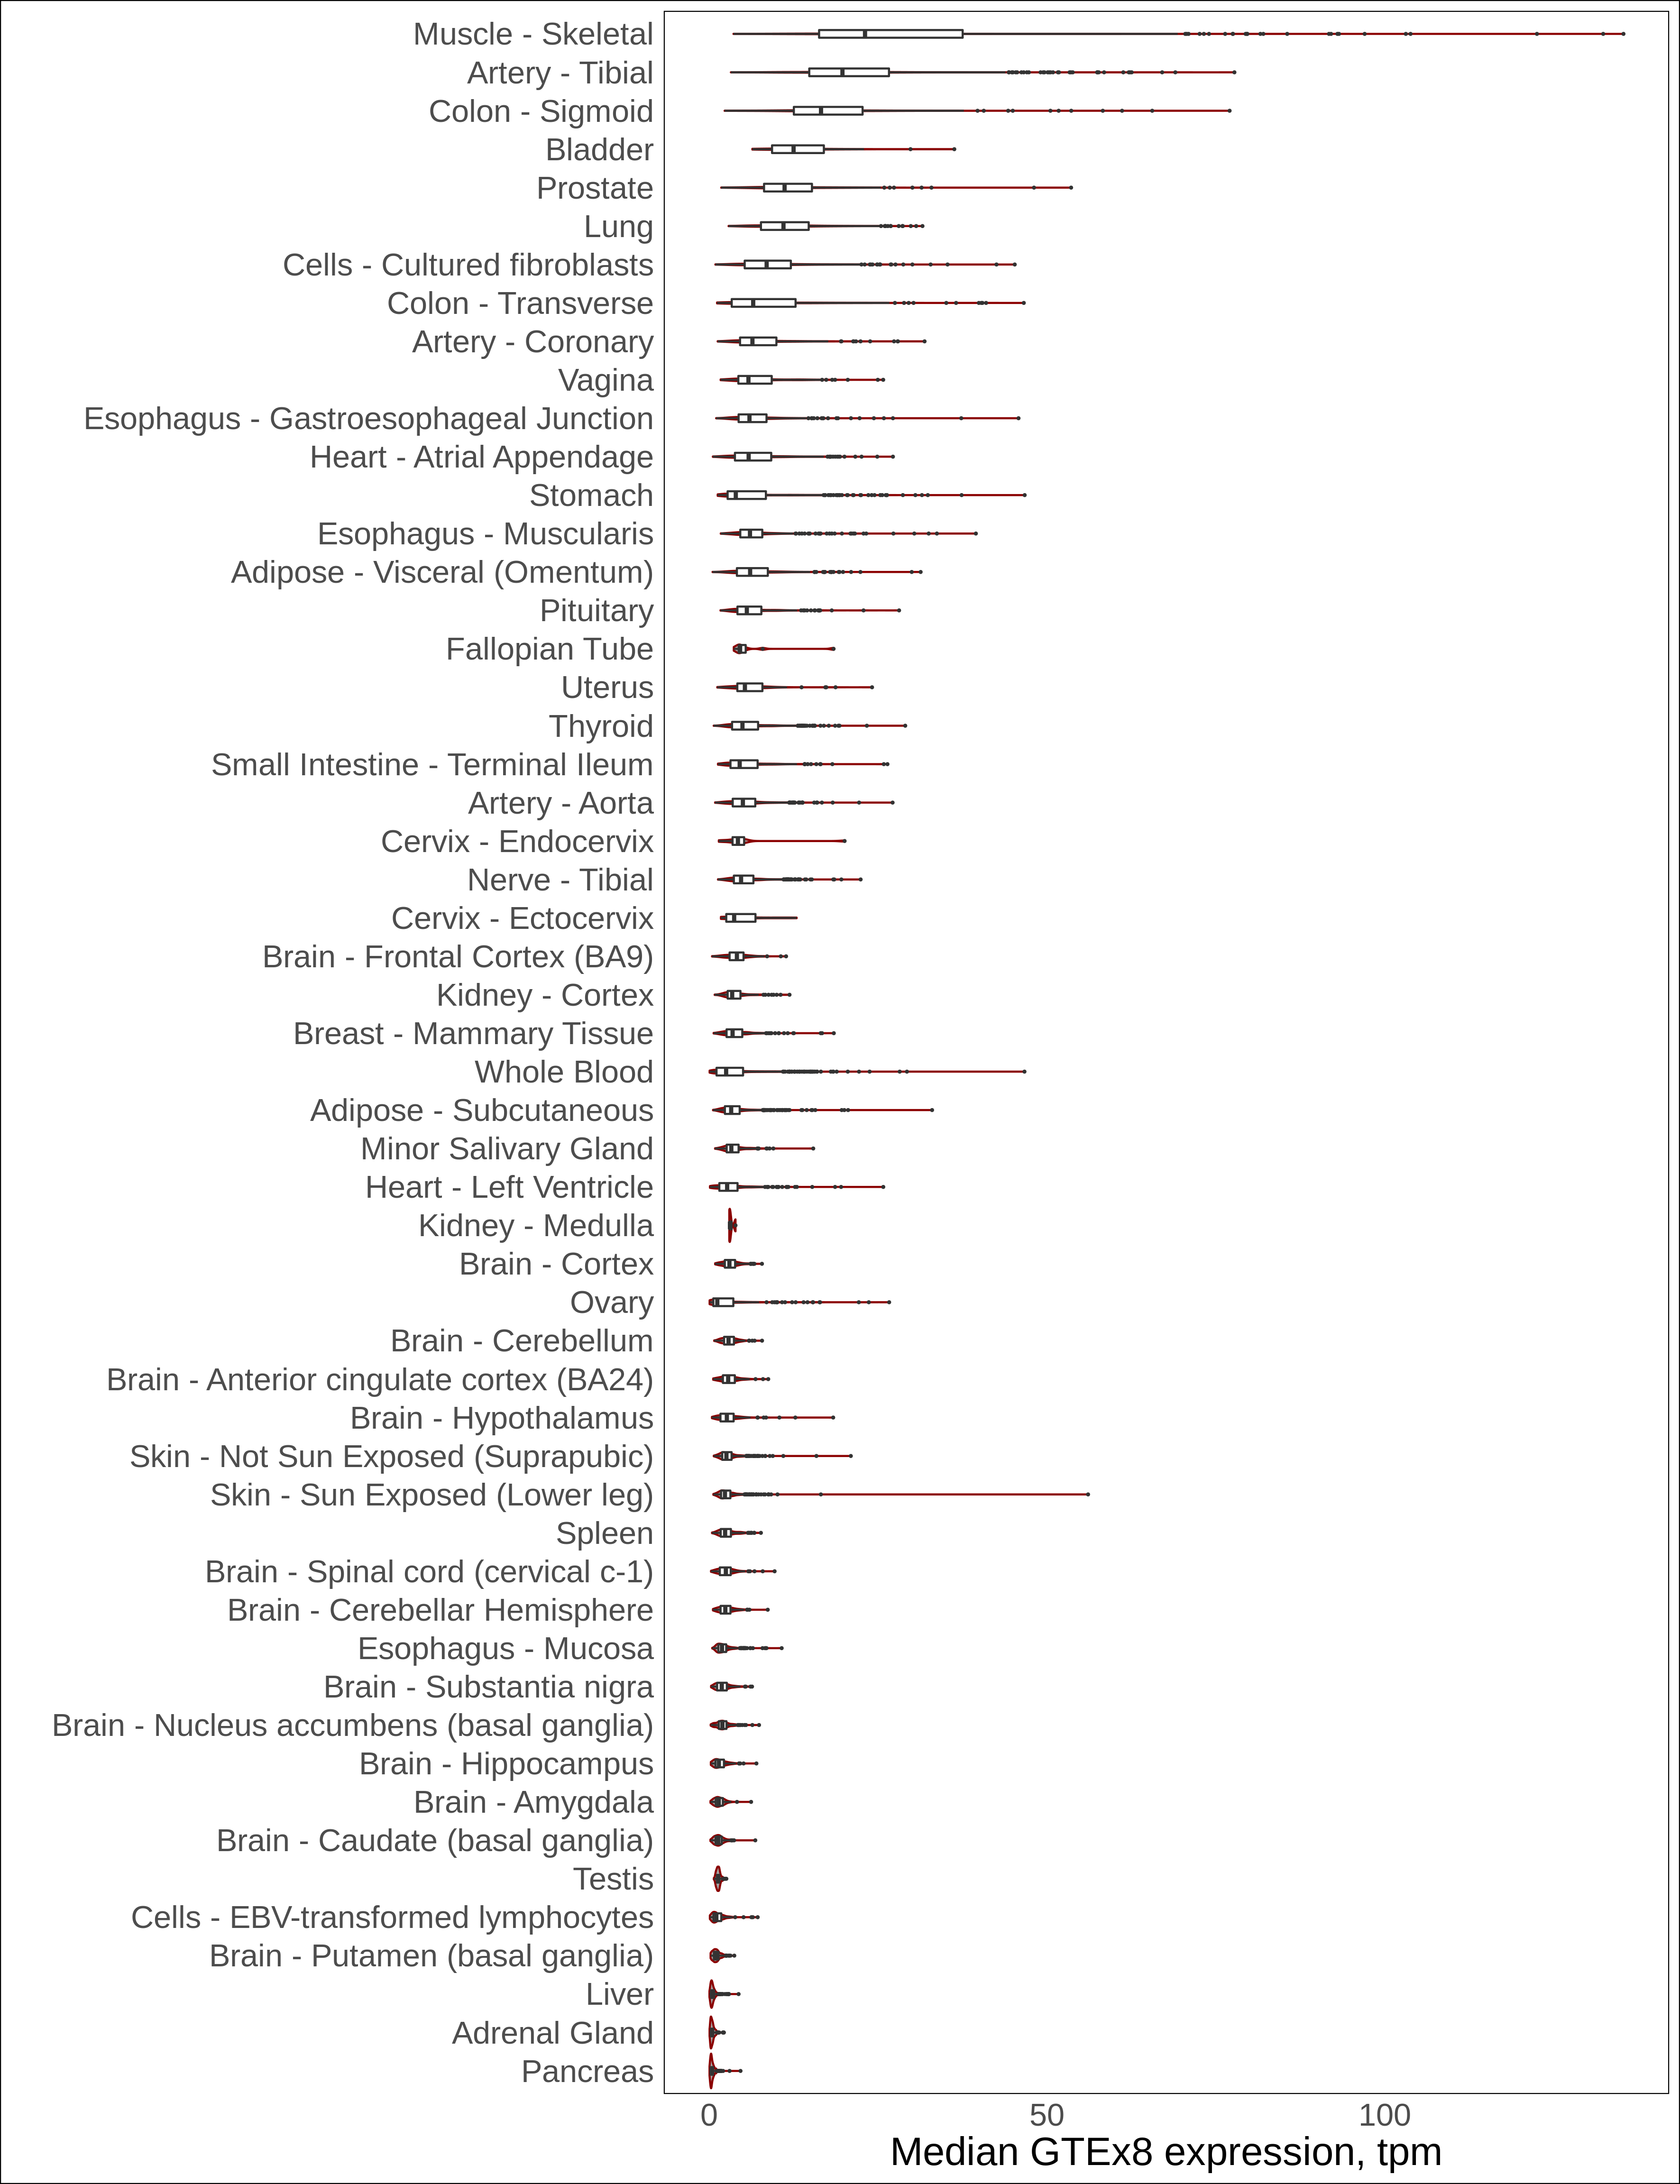 Muscle - Skeletal
Artery - Tibial
Colon - Sigmoid
Bladder
Prostate
Lung
Cells - Cultured fibroblasts
Colon - Transverse
Artery - Coronary
Vagina
Esophagus - Gastroesophageal Junction
Heart - Atrial Appendage
Stomach
Esophagus - Muscularis
Adipose - Visceral (Omentum)
Pituitary
Fallopian Tube
Uterus
Thyroid
Small Intestine - Terminal Ileum
Artery - Aorta
Cervix - Endocervix
Nerve - Tibial
Cervix - Ectocervix
Brain - Frontal Cortex (BA9)
Kidney - Cortex
Breast - Mammary Tissue
Whole Blood
Adipose - Subcutaneous
Minor Salivary Gland
Heart - Left Ventricle
Kidney - Medulla
Brain - Cortex
Ovary
Brain - Cerebellum
Brain - Anterior cingulate cortex (BA24)
Brain - Hypothalamus
Skin - Not Sun Exposed (Suprapubic)
Skin - Sun Exposed (Lower leg)
Spleen
Brain - Spinal cord (cervical c-1)
Brain - Cerebellar Hemisphere
Esophagus - Mucosa
Brain - Substantia nigra
Brain - Nucleus accumbens (basal ganglia)
Brain - Hippocampus
Brain - Amygdala
Brain - Caudate (basal ganglia)
Testis
Cells - EBV-transformed lymphocytes
Brain - Putamen (basal ganglia)
Liver
Adrenal Gland
Pancreas
0 50 100
Median GTEx8 expression, tpm